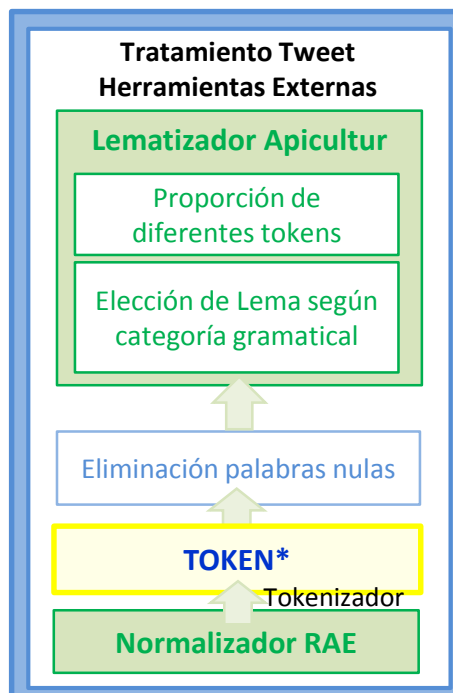 Tratamiento Tweet
Herramientas Externas
Lematizador Apicultur
Proporción de
diferentes tokens
Elección de Lema según
categoría gramatical
Eliminación palabras nulas
TOKEN*
Tokenizador
Normalizador RAE